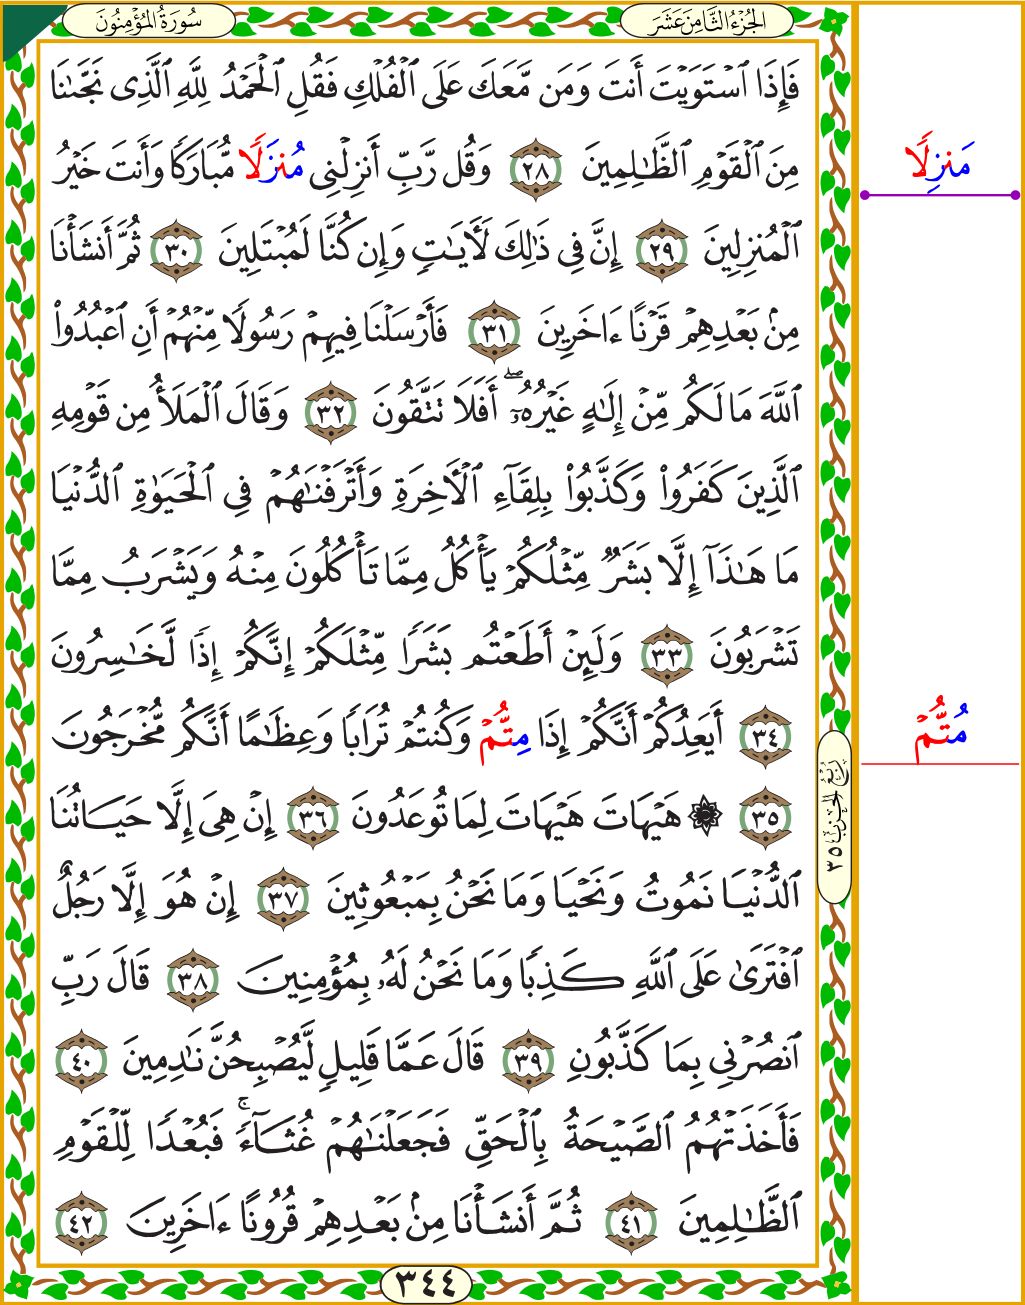 سُورَةُ المُؤْمِنُونَ
الجُزْءُ الثَّامِنَ عَشَرَ
فَإِذَا ٱسْتَوَيْتَ أَنتَ وَمَن مَّعَكَ عَلَى ٱلْفُلْكِ فَقُلِ ٱلْحَمْدُ لِلَّهِ ٱلَّذِى نَجَّىٰنَا
مِنَ ٱلْقَوْمِ ٱلظَّٰلِمِينَ ٢٨ وَقُل رَّبِّ أَنزِلْنِى مُنزَلًا مُّبَارَكًا وَأَنتَ خَيْرُ
ٱلْمُنزِلِينَ ٢٩ إِنَّ فِى ذَٰلِكَ لَأَيَٰتٍ وَإِن كُنَّا لَمُبْتَلِينَ ٣٠ ثُمَّ أَنشَأْنَا
مِنۢ بَعْدِهِمْ قَرْنًا ءَاخَرِينَ ٣١ فَأَرْسَلْنَا فِيهِمْ رَسُولًا مِّنْهُمْ أَنِ ٱعْبُدُوا۟
ٱللَّهَ مَا لَكُم مِّنْ إِلَٰهٍ غَيْرُهُۥٓ ۖ أَفَلَا تَتَّقُونَ ٣٢ وَقَالَ ٱلْمَلَأُ مِن قَوْمِهِ
ٱلَّذِينَ كَفَرُوا۟ وَكَذَّبُوا۟ بِلِقَآءِ ٱلْأَخِرَةِ وَأَتْرَفْنَٰهُمْ فِى ٱلْحَيَوٰةِ ٱلدُّنْيَا
مَا هَٰذَآ إِلَّا بَشَرٌ مِّثْلُكُمْ يَأْكُلُ مِمَّا تَأْكُلُونَ مِنْهُ وَيَشْرَبُ مِمَّا
تَشْرَبُونَ ٣٣ وَلَئِنْ أَطَعْتُم بَشَرًا مِّثْلَكُمْ إِنَّكُمْ إِذًا لَّخَٰسِرُونَ
٣٤ أَيَعِدُكُمْ أَنَّكُمْ إِذَا مِتُّمْ وَكُنتُمْ تُرَابًا وَعِظَٰمًا أَنَّكُم مُّخْرَجُونَ
٣٥ ۞ هَيْهَاتَ هَيْهَاتَ لِمَا تُوعَدُونَ ٣٦ إِنْ هِىَ إِلَّا حَيَاتُنَا
ٱلدُّنْيَا نَمُوتُ وَنَحْيَا وَمَا نَحْنُ بِمَبْعُوثِينَ ٣٧ إِنْ هُوَ إِلَّا رَجُلٌ
ٱفْتَرَىٰ عَلَى ٱللَّهِ كَذِبًا وَمَا نَحْنُ لَهُۥ بِمُؤْمِنِينَ ٣٨ قَالَ رَبِّ
ٱنصُرْنِى بِمَا كَذَّبُونِ ٣٩ قَالَ عَمَّا قَلِيلٍ لَّيُصْبِحُنَّ نَٰدِمِينَ ٤٠
فَأَخَذَتْهُمُ ٱلصَّيْحَةُ بِٱلْحَقِّ فَجَعَلْنَٰهُمْ غُثَآءً ۚ فَبُعْدًا لِّلْقَوْمِ
ٱلظَّٰلِمِينَ ٤١ ثُمَّ أَنشَأْنَا مِنۢ بَعْدِهِمْ قُرُونًا ءَاخَرِينَ ٤٢
٣٤٤
مَنزِلًا
مُتُّمْ
رُبْعُ الحِزْبِ ٣٥